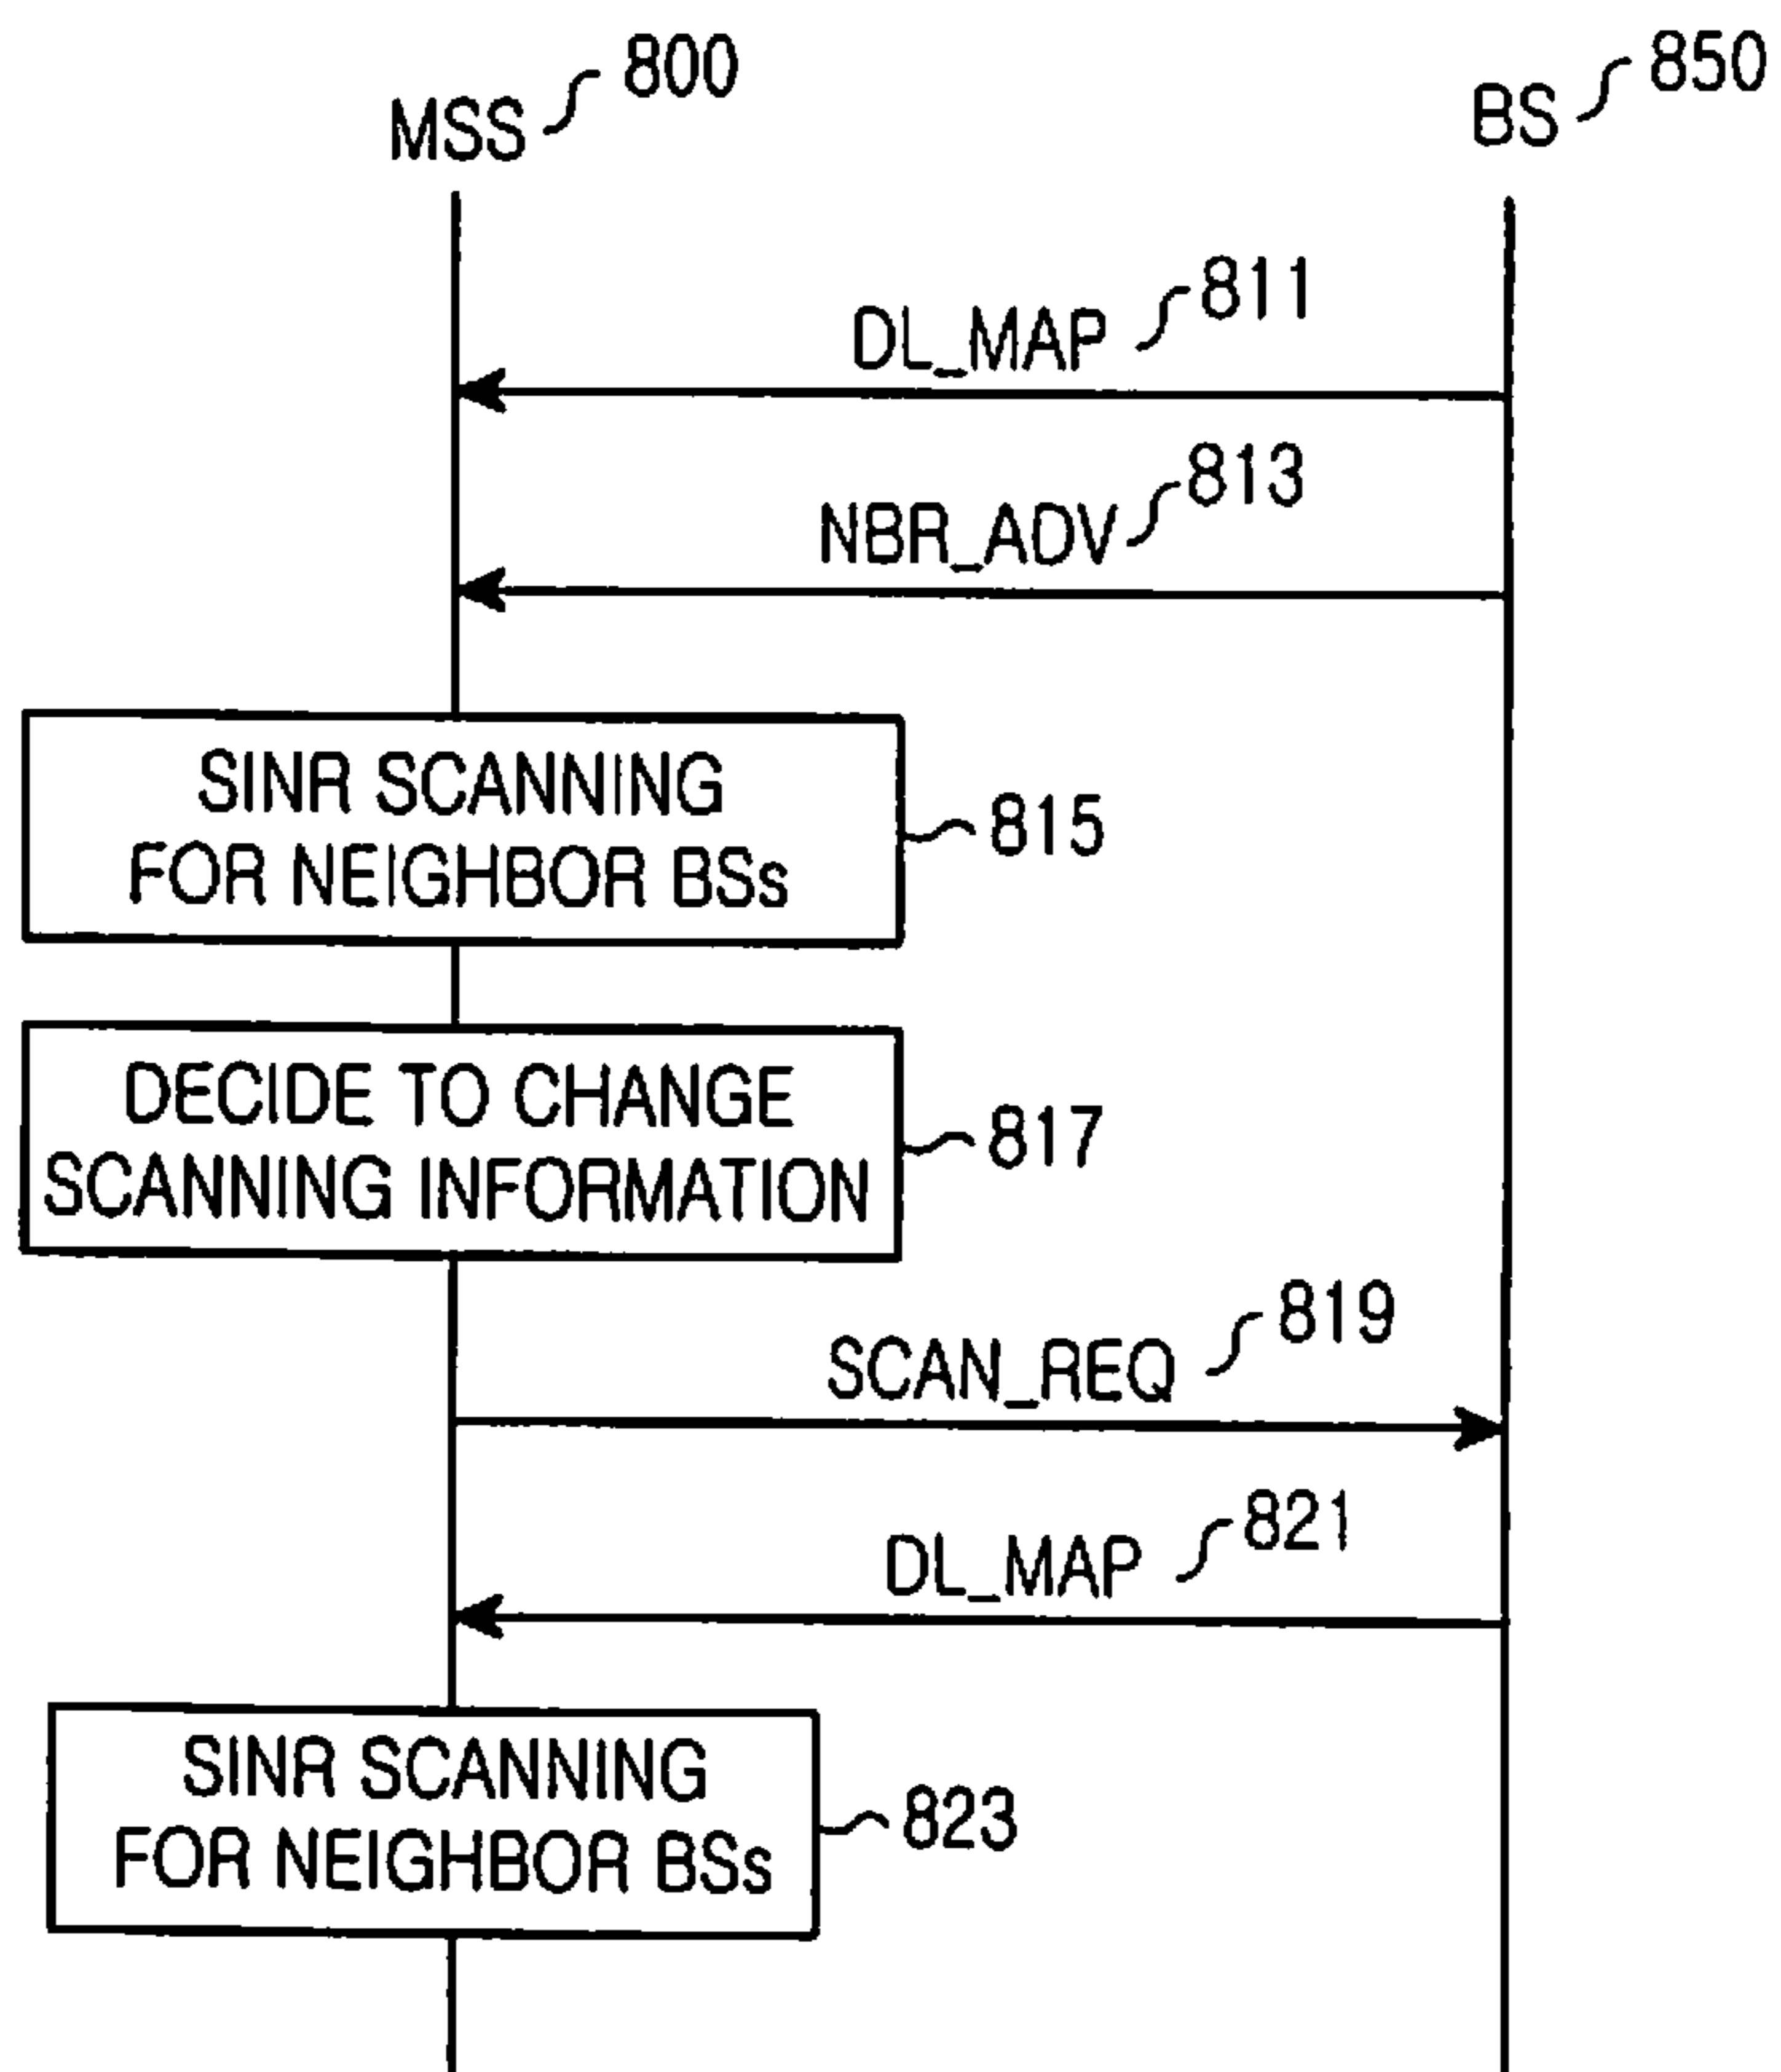 MSS 800
BS 850
DL_MAP 811
NBR_ADV 813
SINR SCANNING
FOR NEIGHBOR BSs
815
DECIDE TO CHANGE
SCANNING INFORMATION
817
SCAN_REQ 819
DL_MAP 821
SINR SCANNING
FOR NEIGHBOR BSs
823